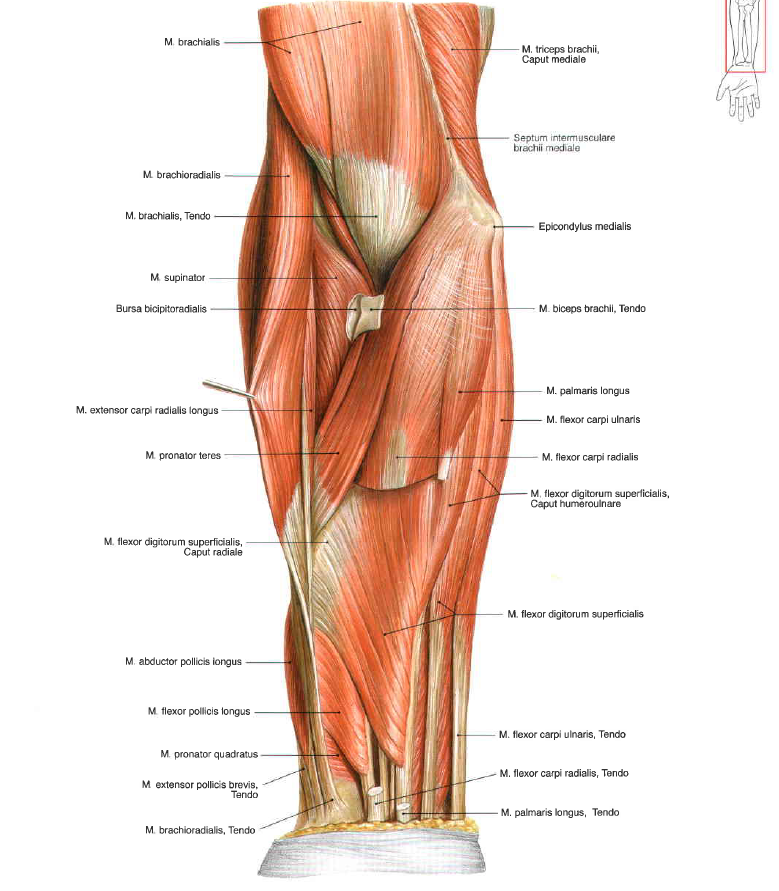 M. brachialis
M. brachioradialis
M. brachialis, Tendo
M. supinator
Bursa bicipitoradialis
M. extensor carpi radialis longus
M. pronator teres
M. flexor digitorum superficialis,
Caput radiale
M. abductor pollicis longus
M. flexor pollicis longus
M. pronator quadratus
M. extensor pollicis brevis,
Tendo
M. brachioradialis, Tendo
M. triceps brachii,
Caput mediale
Septum intermusculare
brachii mediale
Epicondylus medialis
M. biceps brachii, Tendo
M. palmaris longus
M. flexor carpi ulnaris
M. flexor carpi radialis
M. flexor digitorum superficialis,
Caput humeroulnare
M. flexor digitorum superficialis
M. flexor carpi ulnaris, Tendo
M. flexor carpi radialis, Tendo
M. palmaris longus, Tendo